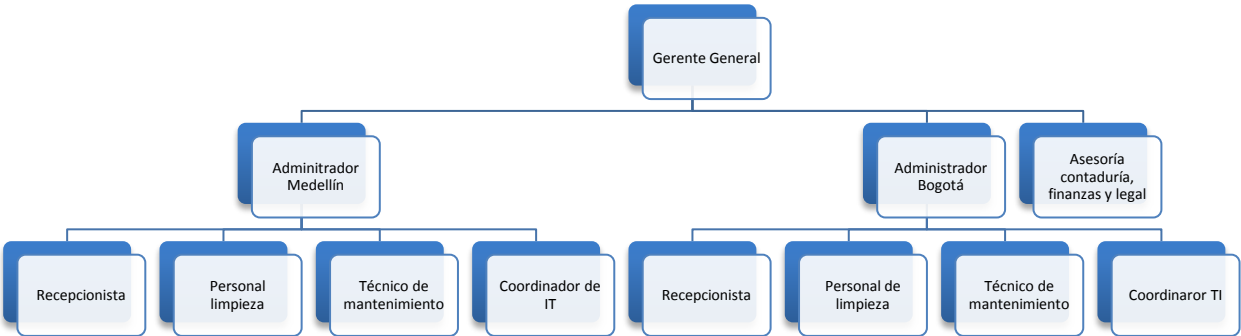 Gerente General
Adminitrador
Medellín
Administrador
Bogotá
Asesoría
contaduría,
finanzas y legal
Recepcionista
Personal
limpieza
Técnico de
mantenimiento
Coordinador de
IT
Recepcionista
Personal de
limpieza
Técnico de
mantenimiento
Coordinaror TI